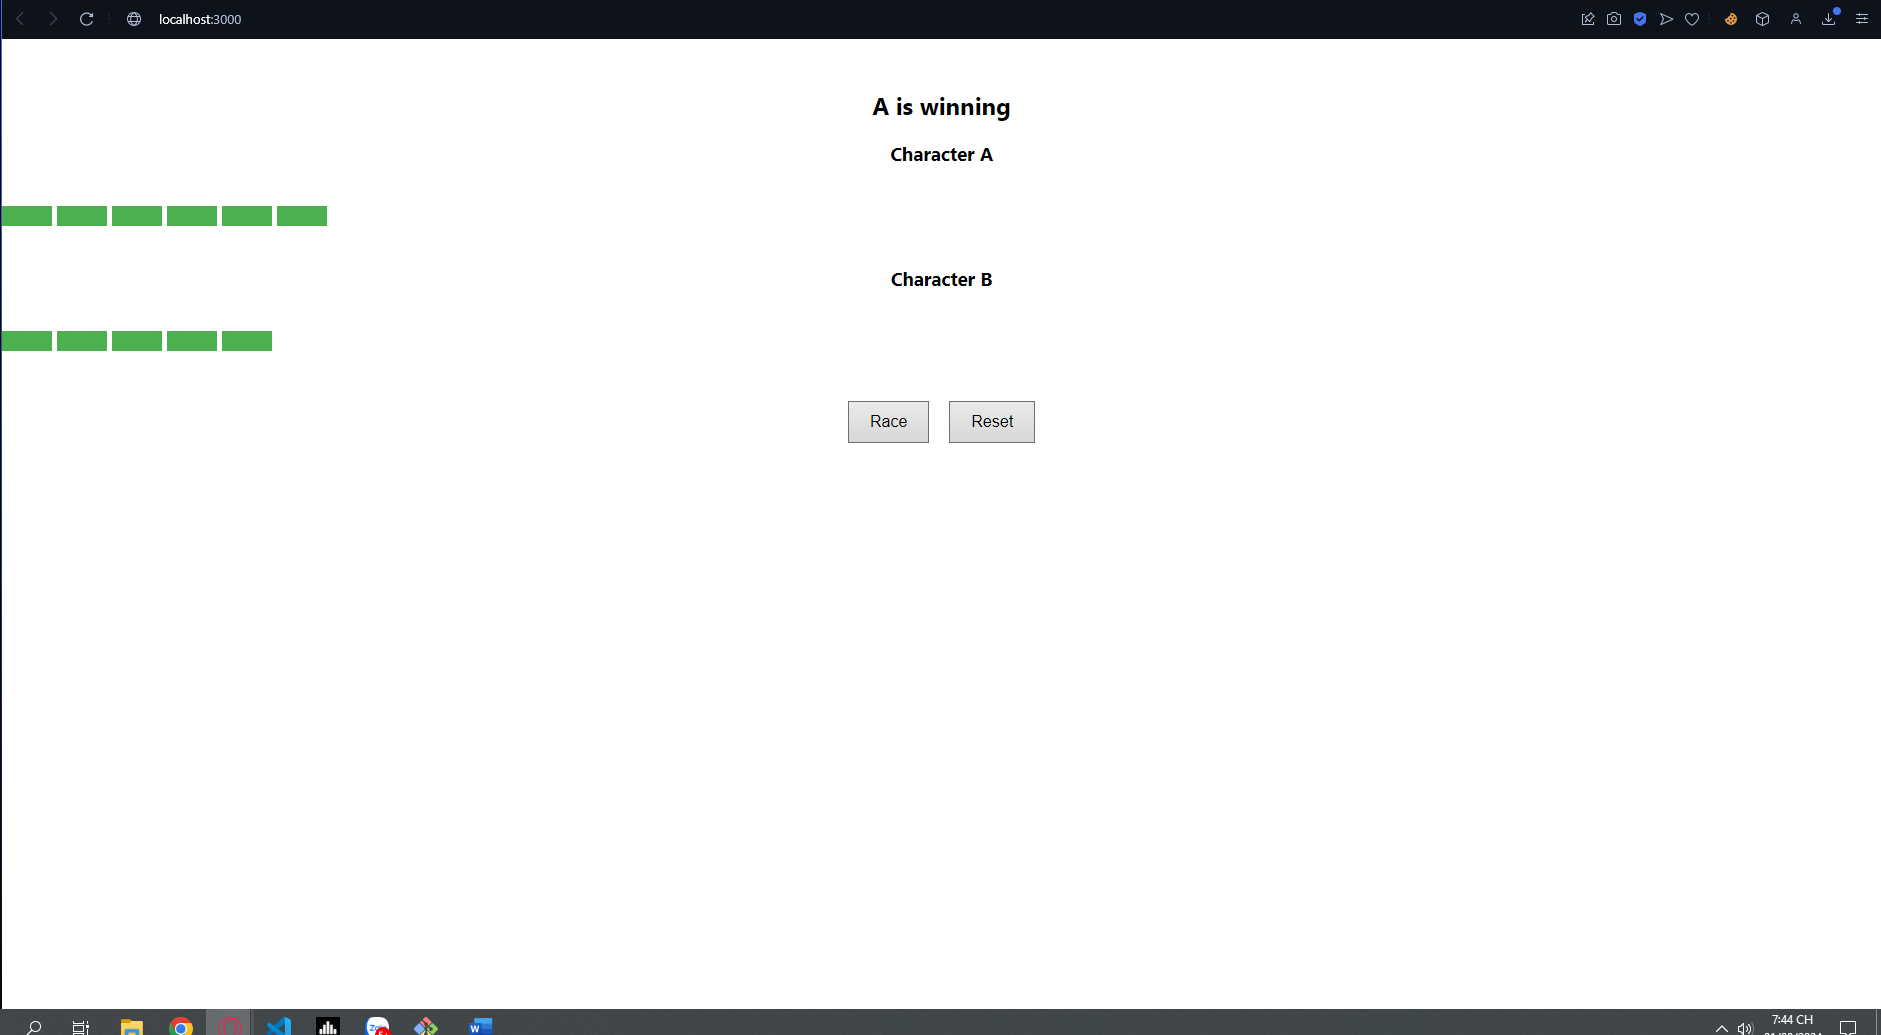 localhost:3000
A is winning
Character A
Character B
Race
Reset
7:44 CH